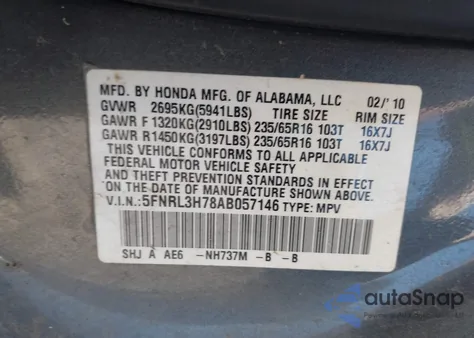 MFD. BY HONDA MFG. OF ALABAMA, LLC 02/'10
GVWR 2695KG(5941LBS) TIRE SIZE RIM SIZE
GAWR F 1320KG(2910LBS) 235/65R16 103T 16X7J
GAWR R1450KG(3197LBS) 235/65R16 103T 16X7J
THIS VEHICLE CONFORMS TO ALL APPLICABLE
FEDERAL MOTOR VEHICLE SAFETY
AND THEFT PREVENTION STANDARDS IN EFFECT
ON THE DATE OF MANUFACTURE SHOWN ABOVE.
V.I.N.: 5FNRL3H78AB057146 TYPE: MPV
SHJ A AE6 -NH737M -B -B
autoSnap